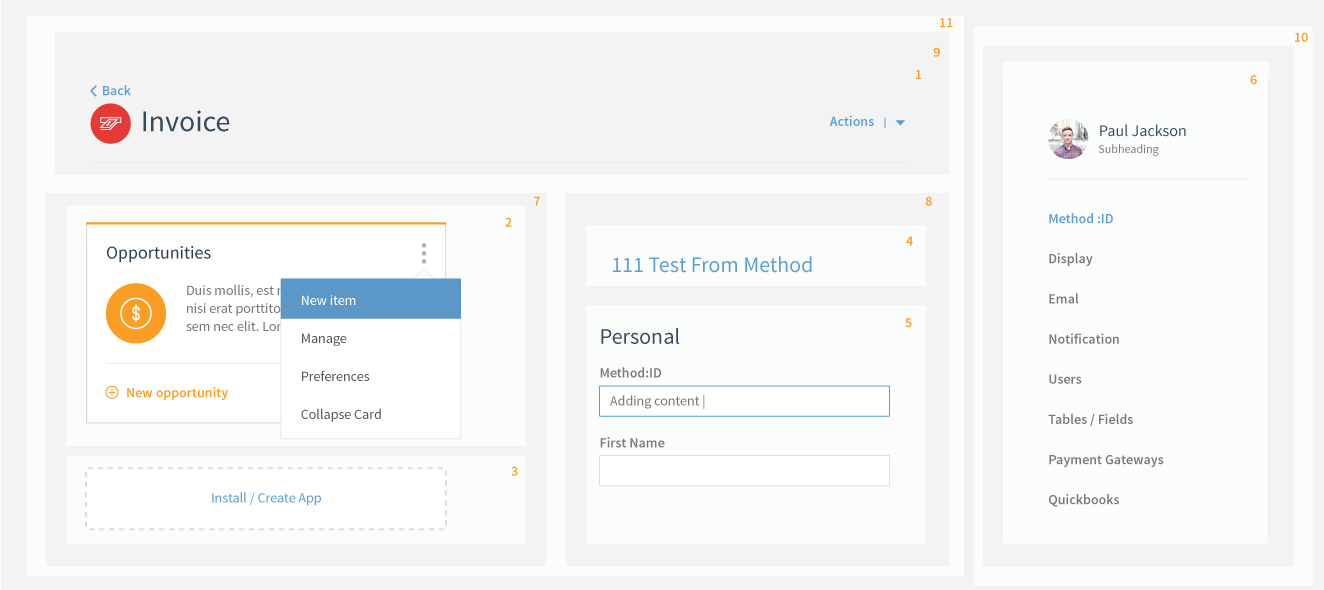 11
10
9
1
6
Back
Invoice
Actions |
Paul Jackson
Subheading
7
2
Opportunities
Duis mollis, est
nisi erat porttito
sem nec elit. Lor
New item
Manage
Preferences
Collapse Card
New opportunity
3
Install / Create App
8
4
111 Test From Method
5
Personal
Method:ID
Adding content |
First Name
Method :ID
Display
Emal
Notification
Users
Tables / Fields
Payment Gateways
Quickbooks